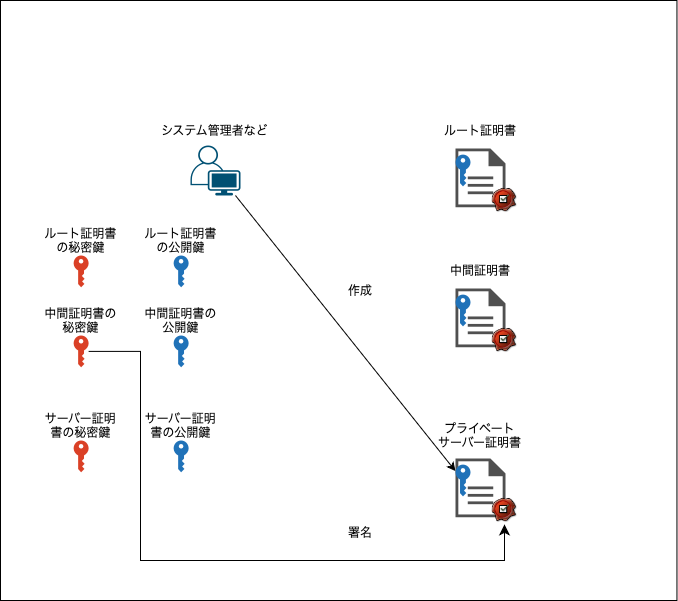 システム管理者など
ルート証明書
ルート証明書
の秘密鍵
ルート証明書
の公開鍵
中間証明書
作成
中間証明書の
秘密鍵
中間証明書の
公開鍵
サーバー証明
書の秘密鍵
サーバー証明
書の公開鍵
プライベート
サーバー証明書
署名